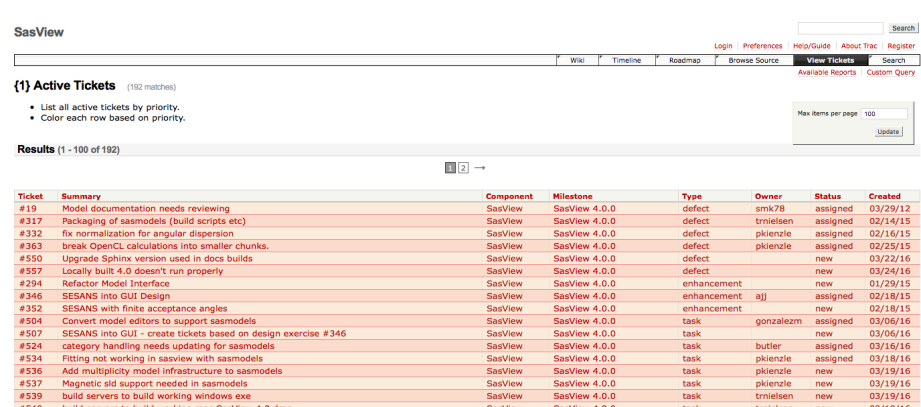 SasView
Search
Login | Preferences | Help/Guide | About Trac | Register
Wiki Timeline Roadmap Browse Source View Tickets Search
Available Reports | Custom Query
{1} Active Tickets (192 matches)
• List all active tickets by priority.
• Color each row based on priority.
Max items per page 100
Update
Results (1 - 100 of 192)
1 2 →
Ticket Summary Component Milestone Type Owner Status Created
#19 Model documentation needs reviewing SasView SasView 4.0.0 defect smk78 assigned 03/29/12
#317 Packaging of sasmodels (build scripts etc) SasView SasView 4.0.0 defect trnielsen assigned 02/14/15
#332 fix normalization for angular dispersion SasView SasView 4.0.0 defect pkienzle assigned 02/16/15
#363 break OpenCL calculations into smaller chunks. SasView SasView 4.0.0 defect pkienzle assigned 02/25/15
#550 Upgrade Sphinx version used in docs builds SasView SasView 4.0.0 defect new 03/22/16
#557 Locally built 4.0 doesn't run properly SasView SasView 4.0.0 defect new 03/24/16
#294 Refactor Model Interface SasView SasView 4.0.0 enhancement new 01/29/15
#346 SESANS into GUI Design SasView SasView 4.0.0 enhancement ajj assigned 02/18/15
#352 SESANS with finite acceptance angles SasView SasView 4.0.0 enhancement new 02/18/15
#504 Convert model editors to support sasmodels SasView SasView 4.0.0 task gonzalezm assigned 03/06/16
#507 SESANS into GUI - create tickets based on design exercise #346 SasView SasView 4.0.0 task new 03/06/16
#524 category handling needs updating for sasmodels SasView SasView 4.0.0 task butler assigned 03/16/16
#534 Fitting not working in sasview with sasmodels SasView SasView 4.0.0 task pkienzle assigned 03/18/16
#536 Add multiplicity model infrastructure to sasmodels SasView SasView 4.0.0 task pkienzle new 03/19/16
#537 Magnetic sld support needed in sasmodels SasView SasView 4.0.0 task pkienzle new 03/19/16
#539 build servers to build working windows exe SasView SasView 4.0.0 task trnielsen new 03/19/16